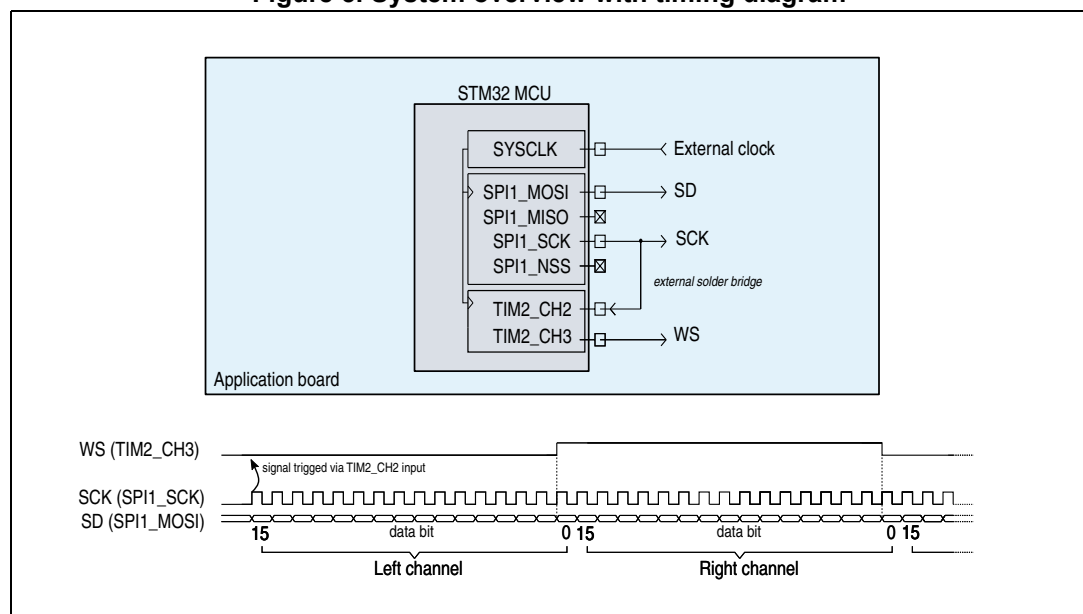 Figure 6. System overview with timing diagram
STM32 MCU
SYSCLK
External clock
SPI1_MOSI
SD
SPI1_MISO
SPI1_SCK
SCK
SPI1_NSS
external solder bridge
TIM2_CH2
TIM2_CH3
WS
Application board
WS (TIM2_CH3)
signal trigged via TIM2_CH2 input
SCK (SPI1_SCK)
SD (SPI1_MOSI)
15 data bit 0 15 data bit 0 15
Left channel Right channel